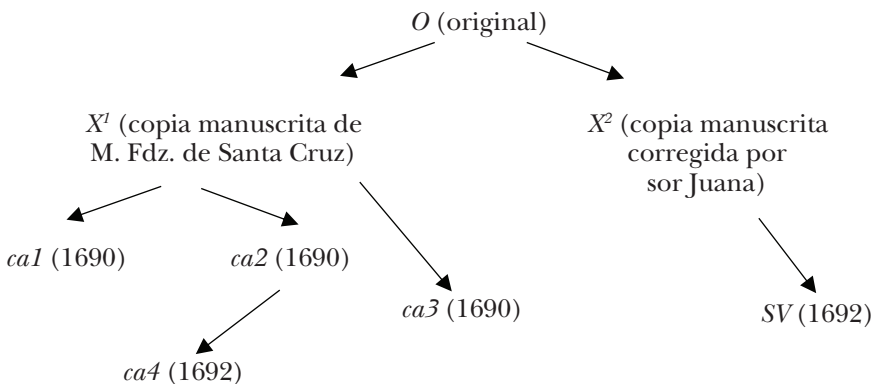 O (original)
X¹ (copia manuscrita de
M. Fdz. de Santa Cruz)
X² (copia manuscrita
corregida por
sor Juana)
ca1 (1690)
ca2 (1690)
ca3 (1690)
SV (1692)
ca4 (1692)